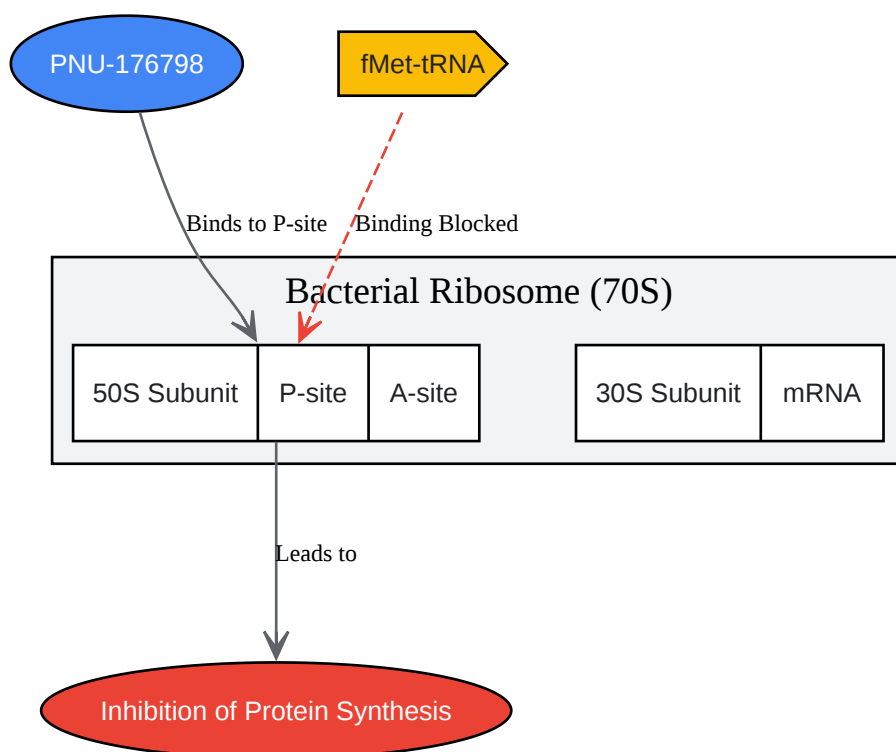 PNU-176798
fMet-tRNA
Binds to P-site
Binding Blocked
Bacterial Ribosome (70S)
50S Subunit
P-site
A-site
30S Subunit
mRNA
Leads to
Inhibition of Protein Synthesis